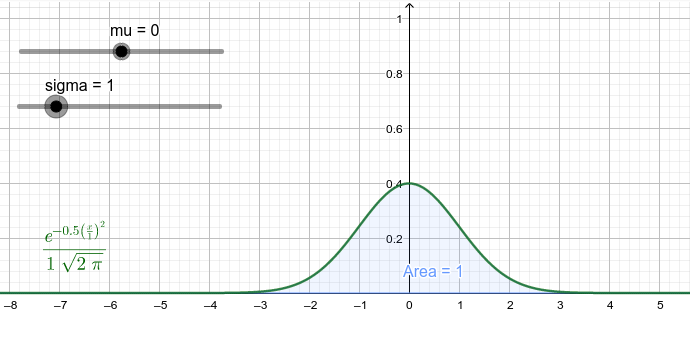 mu = 0
sigma = 1
1
0.8
0.6
0.4
0.2
e^{-0.5(x/1)^2}
1 √(2 π)
Area = 1
–8 –7 –6 –5 –4 –3 –2 –1 0 1 2 3 4 5